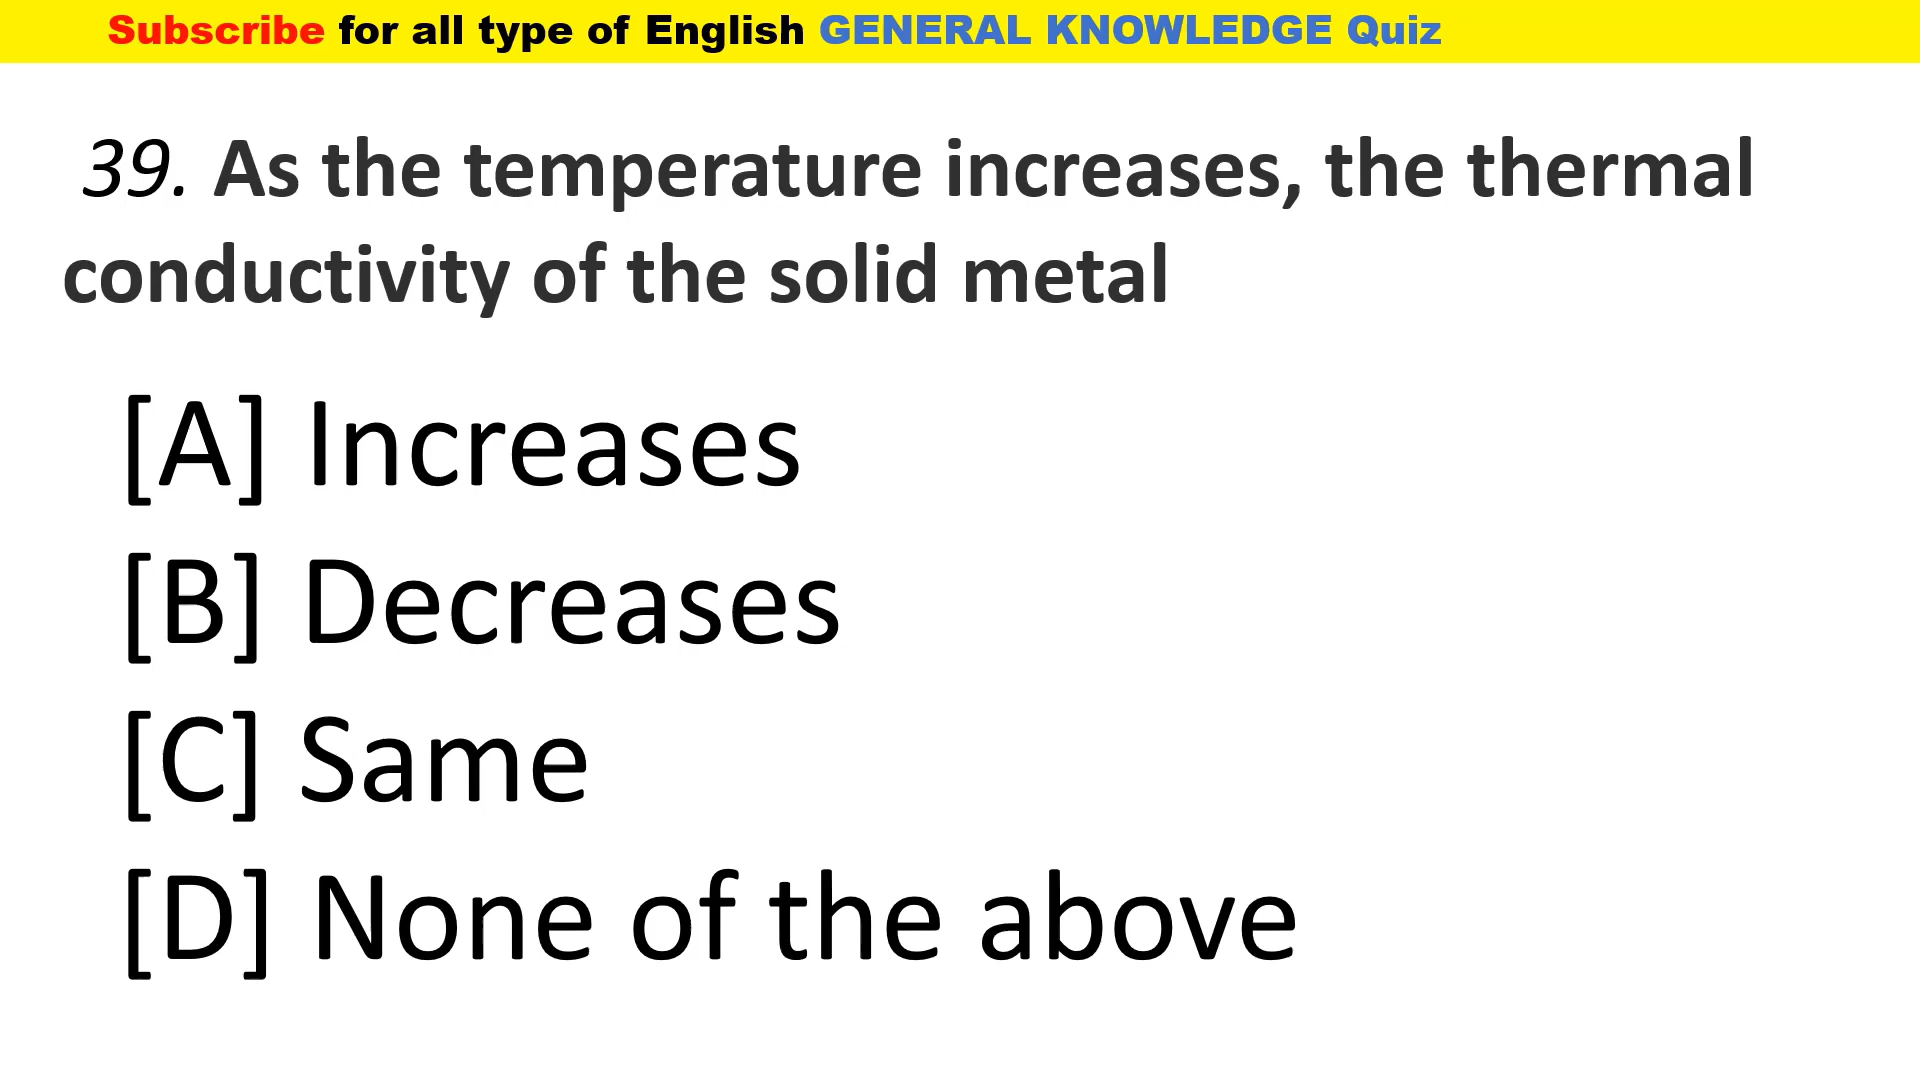 Subscribe for all type of English GENERAL KNOWLEDGE Quiz
39. As the temperature increases, the thermal
conductivity of the solid metal
[A] Increases
[B] Decreases
[C] Same
[D] None of the above